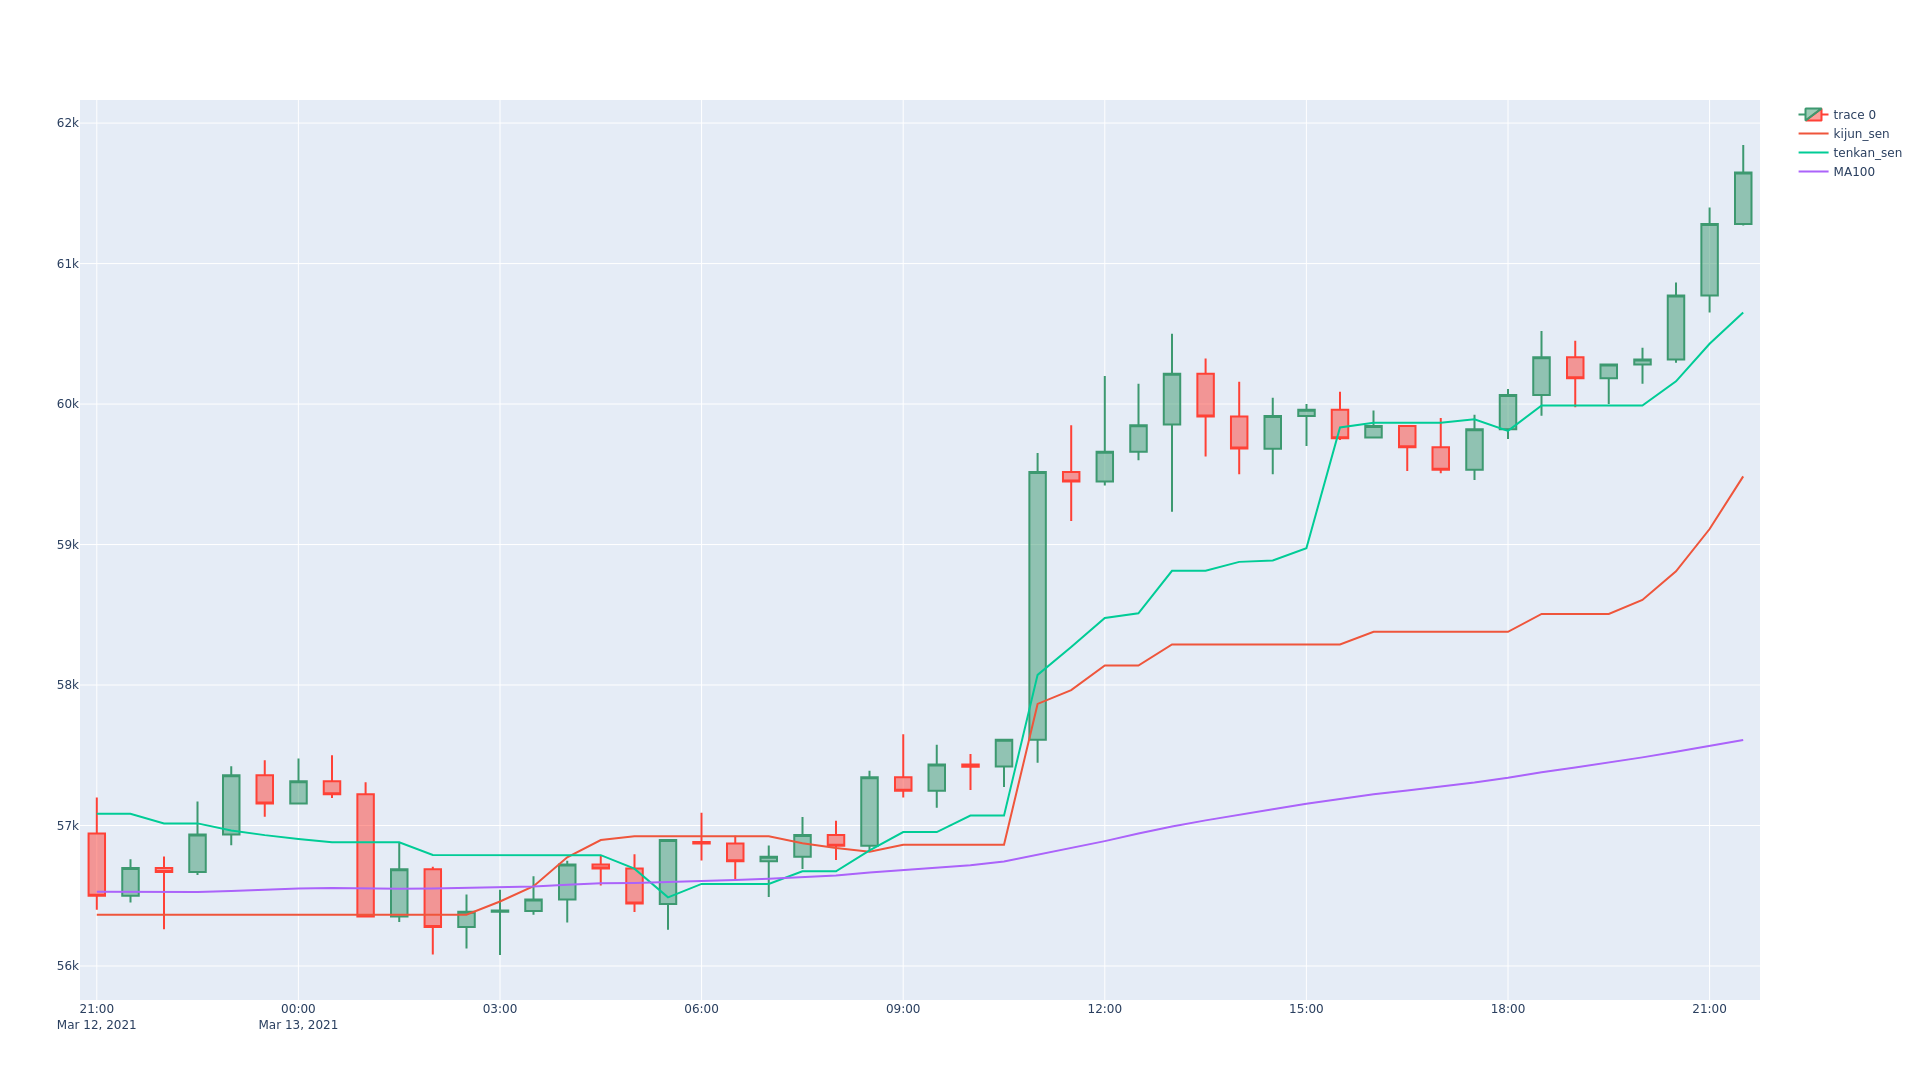 62k
61k
60k
59k
58k
57k
56k
21:00
Mar 12, 2021
00:00
Mar 13, 2021
03:00
06:00
09:00
12:00
15:00
18:00
21:00
trace 0
kijun_sen
tenkan_sen
MA100